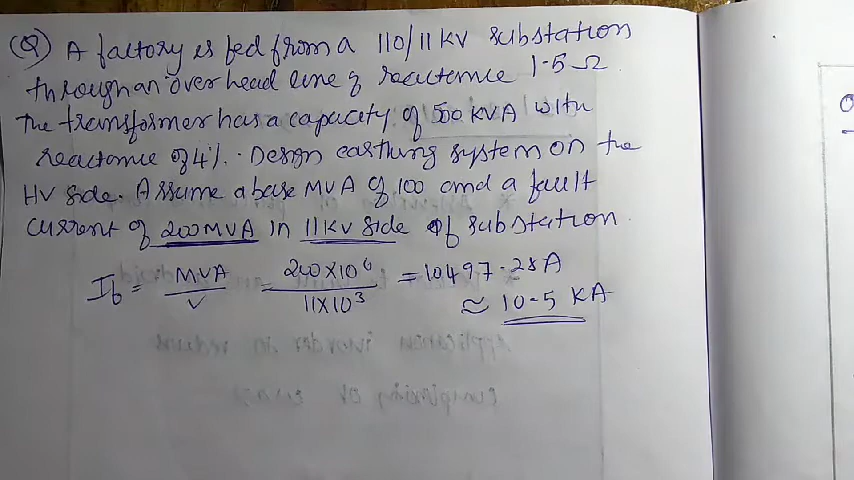 (Q) A factory is fed from a 110/11 KV substation
through an over head line of reactance 1.5 Ω.
The transformer has a capacity of 500 KVA with
reactance of 4%. Design earthing system on the
HV side. Assume a base MVA of 100 and a fault
current of 200MVA in 11KV side of substation.
I_b = MVA / V = 200×10⁶ / 11×10³ = 10497.28A
≈ 10.5 KA